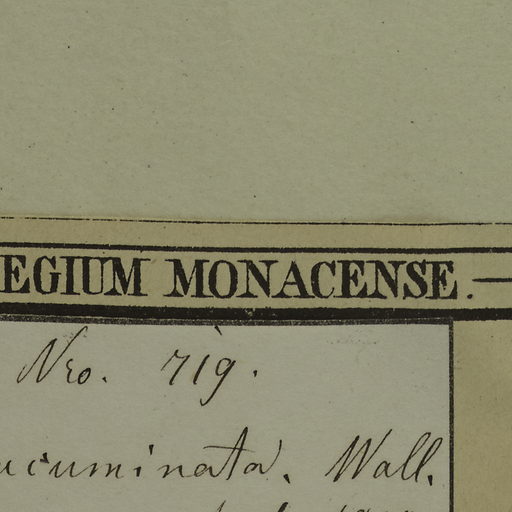 EGIUM MONACENSE.
Nro. 719.
cuminata. Wall.